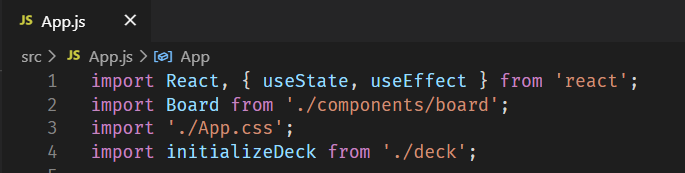 JS App.js ×
src > JS App.js > App
1 import React, { useState, useEffect } from 'react';
2 import Board from './components/board';
3 import './App.css';
4 import initializeDeck from './deck';